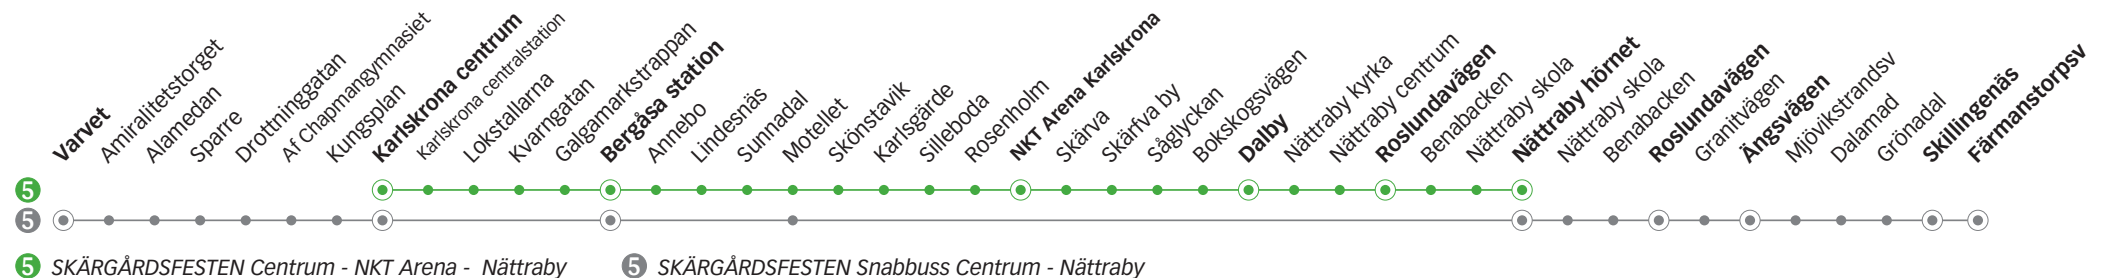 Varvet
Amiralitetstorget
Alamedan
Sparre
Drottninggatan
Af Chapmangymnasiet
Kungsplan
Karlskrona centrum
Karlskrona centralstation
Lokstallarna
Kvarngatan
Galgamarkstrappan
Bergåsa station
Annebo
Lindesnäs
Sunnadal
Motellet
Skönstavik
Karlsgärde
Silleboda
Rosenholm
NKT Arena Karlskrona
Skärva
Skärfva by
Såglyckan
Bokskogsvägen
Dalby
Nättraby kyrka
Nättraby centrum
Roslundavägen
Benabacken
Nättraby skola
Nättraby hörnet
Nättraby skola
Benabacken
Roslundavägen
Granitvägen
Ängsvägen
Mjövikstrandsv
Dalamad
Grönadal
Skillingenäs
Färmanstorpsv
5
5
5 SKÄRGÅRDSFESTEN Centrum - NKT Arena - Nättraby
5 SKÄRGÅRDSFESTEN Snabbuss Centrum - Nättraby